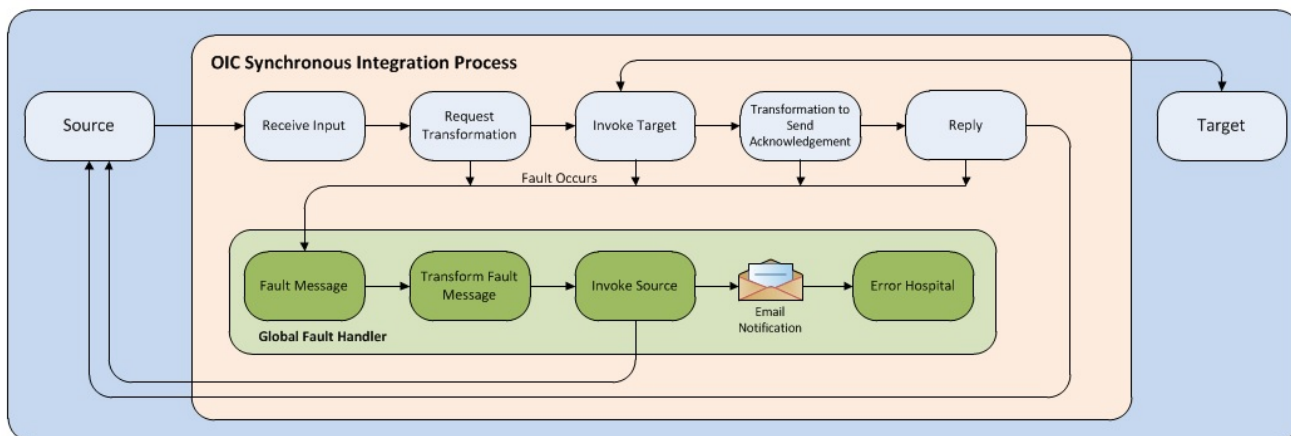 OIC Synchronous Integration Process
Source
Receive Input
Request
Transformation
Invoke Target
Transformation to
Send
Acknowledgement
Reply
Target
Fault Occurs
Fault Message
Transform Fault
Message
Invoke Source
Email
Notification
Error Hospital
Global Fault Handler